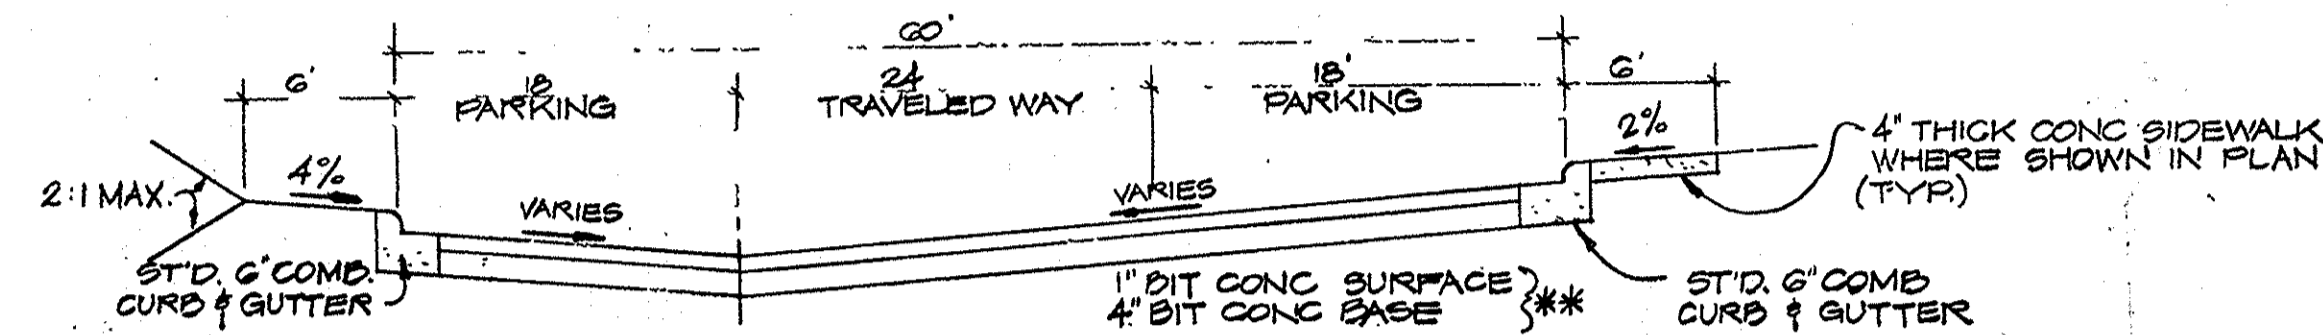 60'
6'
18
PARKING
24
TRAVELED WAY
18'
PARKING
6'
2%
4" THICK CONC SIDEWALK
WHERE SHOWN IN PLAN
(TYP.)
4%
2:1 MAX.
VARIES
VARIES
ST'D. 6" COMB.
CURB & GUTTER
1" BIT CONC SURFACE
4" BIT CONC BASE
**
ST'D. 6" COMB
CURB & GUTTER